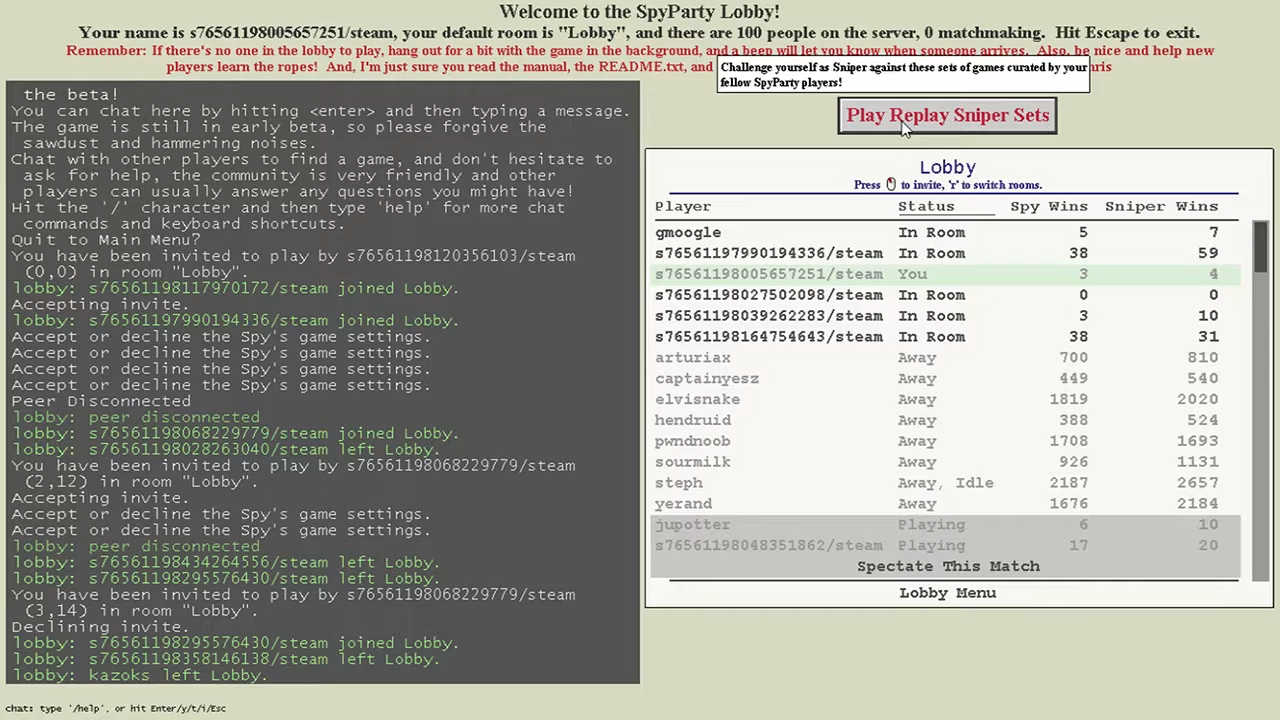 Welcome to the SpyParty Lobby!
Your name is s76561198005657251/steam, your default room is "Lobby", and there are 100 people on the server, 0 matchmaking. Hit Escape to exit.
Remember: If there's no one in the lobby to play, hang out for a bit with the game in the background, and a beep will let you know when someone arrives. Also, be nice and help new
players learn the ropes! And, I'm just sure you read the manual, the README.txt, and
hris
Challenge yourself as Sniper against these sets of games curated by your
fellow SpyParty players!
Play Replay Sniper Sets
the beta!
You can chat here by hitting <enter> and then typing a message.
The game is still in early beta, so please forgive the
sawdust and hammering noises.
Chat with other players to find a game, and don't hesitate to
ask for help, the community is very friendly and other
players can usually answer any questions you might have!
Hit the '/' character and then type 'help' for more chat
commands and keyboard shortcuts.
Quit to Main Menu?
You have been invited to play by s76561198120356103/steam
(0,0) in room "Lobby".
lobby: s76561198117970172/steam joined Lobby.
Accepting invite.
lobby: s76561197990194336/steam joined Lobby.
Accept or decline the Spy's game settings.
Accept or decline the Spy's game settings.
Accept or decline the Spy's game settings.
Accept or decline the Spy's game settings.
Peer Disconnected
lobby: peer disconnected
lobby: s76561198068229779/steam joined Lobby.
lobby: s76561198028263040/steam left Lobby.
You have been invited to play by s76561198068229779/steam
(2,12) in room "Lobby".
Accepting invite.
Accept or decline the Spy's game settings.
Accept or decline the Spy's game settings.
lobby: peer disconnected
lobby: s76561198434264556/steam left Lobby.
lobby: s76561198295576430/steam left Lobby.
You have been invited to play by s76561198068229779/steam
(3,14) in room "Lobby".
Declining invite.
lobby: s76561198295576430/steam joined Lobby.
lobby: s76561198358146138/steam left Lobby.
lobby: kazoks left Lobby.
chat: type '/help', or hit Enter/y/t/i/Esc
Lobby
Press to invite, 'r' to switch rooms.
Player Status Spy Wins Sniper Wins
gmoogle In Room 5 7
s76561197990194336/steam In Room 38 59
s76561198005657251/steam You 3 4
s76561198027502098/steam In Room 0 0
s76561198039262283/steam In Room 3 10
s76561198164754643/steam In Room 38 31
arturiax Away 700 810
captainyesz Away 449 540
elvisnake Away 1819 2020
hendruid Away 388 524
pwndnoob Away 1708 1693
sourmilk Away 926 1131
steph Away, Idle 2187 2657
yerand Away 1676 2184
jupotter Playing 6 10
s76561198048351862/steam Playing 17 20
Spectate This Match
Lobby Menu